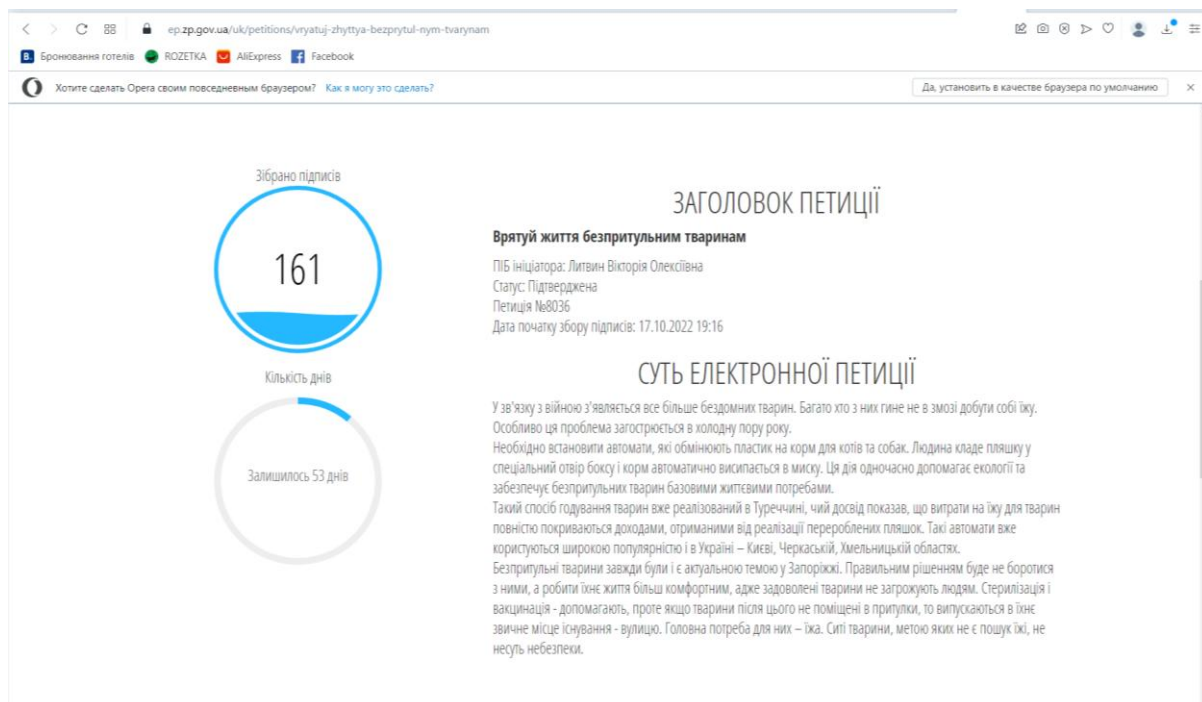 ep.zp.gov.ua/uk/petitions/vryatuj-zhyttya-bezprytul-nym-tvarynam
B. Бронювання готелів ROZETKA AliExpress Facebook
Хотите сделать Opera своим повседневным браузером? Как я могу это сделать? Да, установить в качестве браузера по умолчанию
Зібрано підписів
161
Кількість днів
Залишилось 53 днів
ЗАГОЛОВОК ПЕТИЦІЇ
Врятуй життя безпритульним тваринам
ПІБ ініціатора: Литвин Вікторія Олексіївна
Статус: Підтверджена
Петиція №8036
Дата початку збору підписів: 17.10.2022 19:16
СУТЬ ЕЛЕКТРОННОЇ ПЕТИЦІЇ
У зв'язку з війною з'являється все більше бездомних тварин. Багато хто з них гине не в змозі добути собі їжу.
Особливо ця проблема загострюється в холодну пору року.
Необхідно встановити автомати, які обмінюють пластик на корм для котів та собак. Людина кладе пляшку у
спеціальний отвір боксу і корм автоматично висипається в миску. Ця дія одночасно допомагає екології та
забезпечує безпритульних тварин базовими життєвими потребами.
Такий спосіб годування тварин вже реалізований в Туреччині, чий досвід показав, що витрати на їжу для тварин
повністю покриваються доходами, отриманими від реалізації перероблених пляшок. Такі автомати вже
користуються широкою популярністю і в Україні – Києві, Черкаській, Хмельницькій областях.
Безпритульні тварини завжди були і є актуальною темою у Запоріжжі. Правильним рішенням буде не боротися
з ними, а робити їхнє життя більш комфортним, адже задоволені тварини не загрожують людям. Стерилізація і
вакцинація - допомагають, проте якщо тварини після цього не поміщені в притулки, то випускаються в їхнє
звичне місце існування - вулицю. Головна потреба для них – їжа. Ситі тварини, метою яких не є пошук їжі, не
несуть небезпеки.